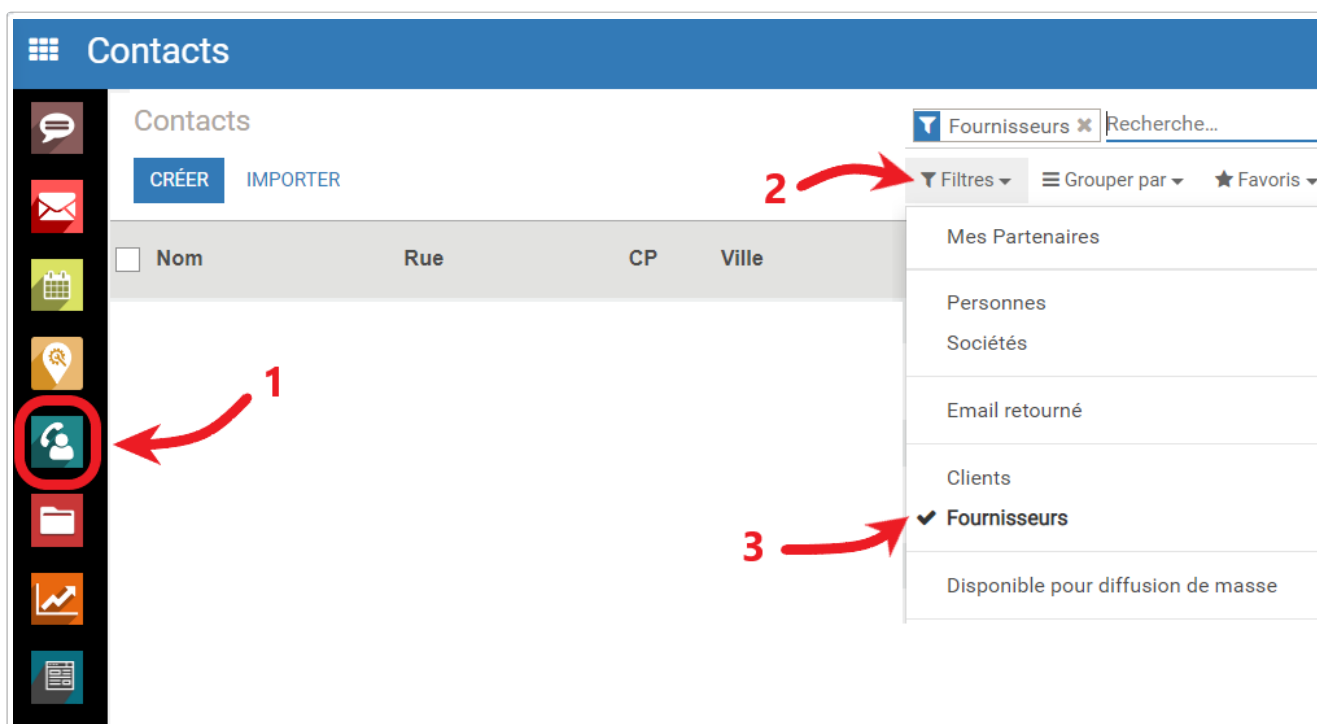 Contacts
Contacts
Fournisseurs Recherche...
CRÉER IMPORTER
2 Filtres Grouper par Favoris
Mes Partenaires
Nom Rue CP Ville
Personnes
Sociétés
1
Email retourné
Clients
Fournisseurs
3
Disponible pour diffusion de masse